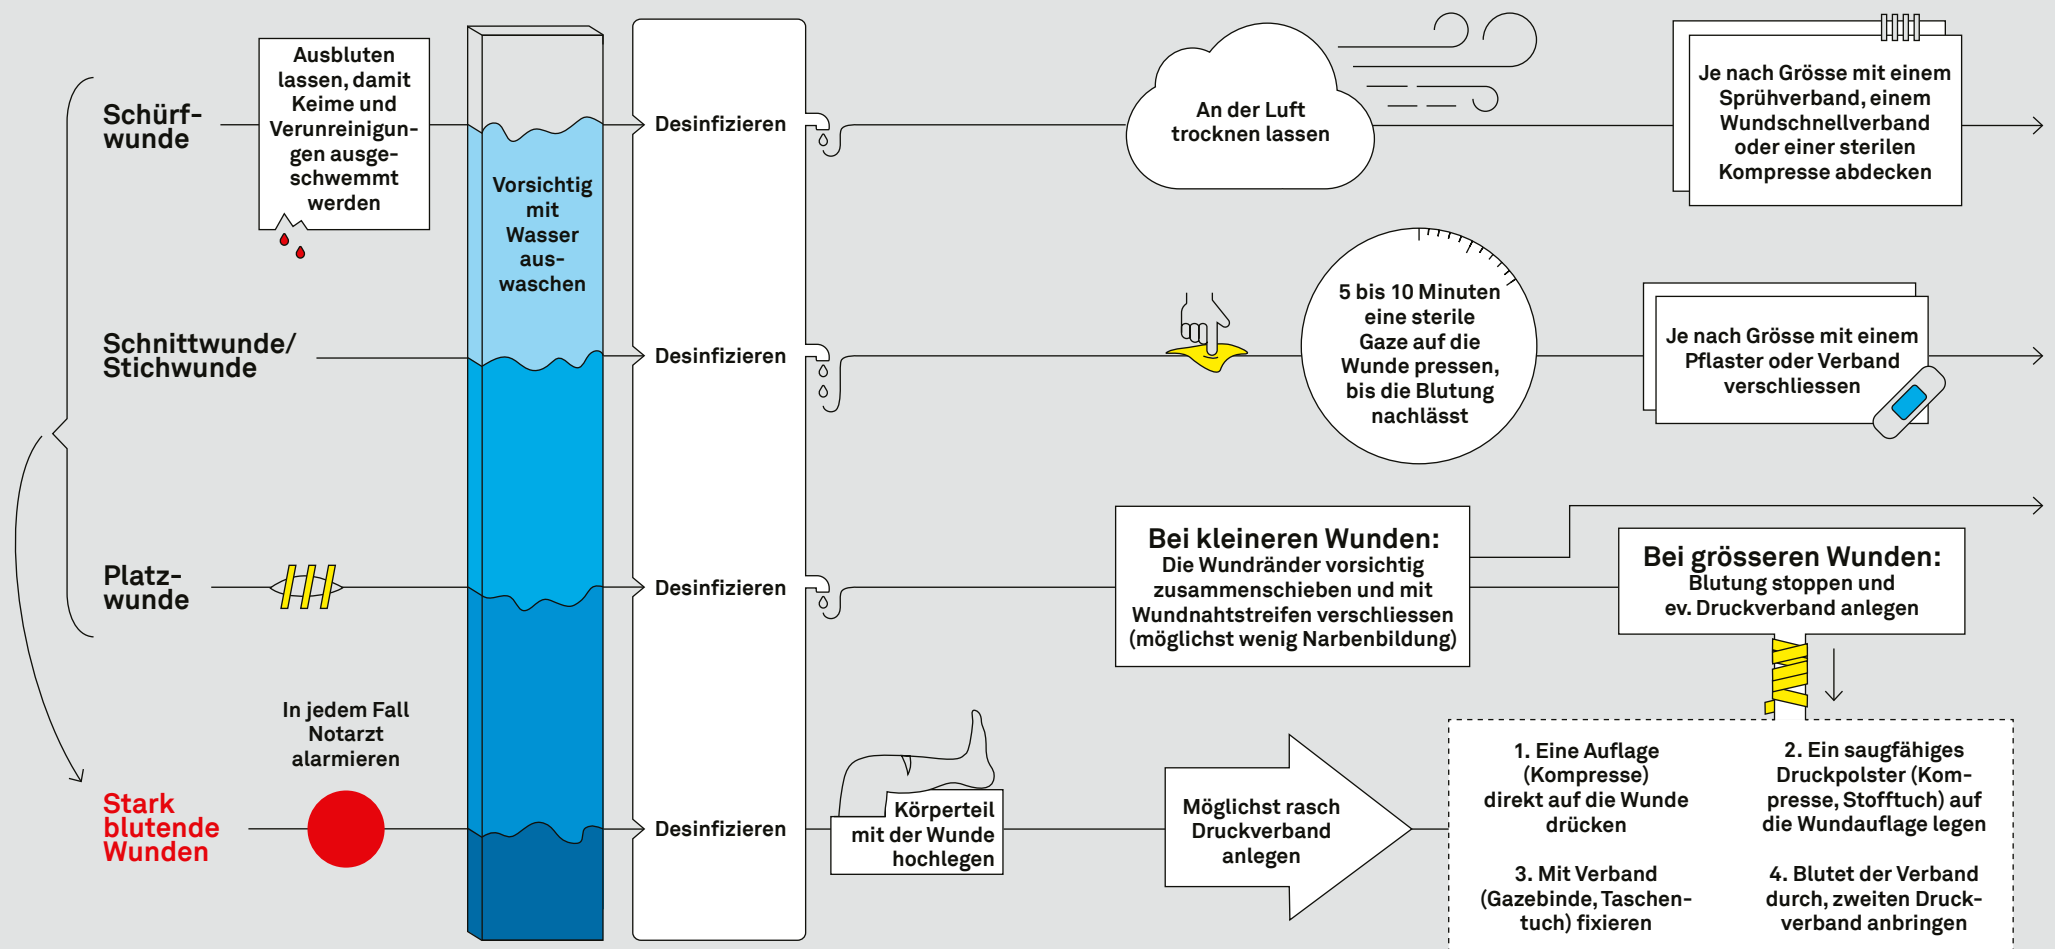 Schürf-
wunde
Ausbluten
lassen, damit
Keime und
Verunreinigun-
gen ausge-
schwemmt
werden
Vorsichtig
mit
Wasser
aus-
waschen
Desinfizieren
An der Luft
trocknen lassen
Je nach Grösse mit einem
Sprühverband, einem
Wundschnellverband
oder einer sterilen
Kompresse abdecken
Schnittwunde/
Stichwunde
Desinfizieren
5 bis 10 Minuten
eine sterile
Gaze auf die
Wunde pressen,
bis die Blutung
nachlässt
Je nach Grösse mit einem
Pflaster oder Verband
verschliessen
Platz-
wunde
Desinfizieren
Bei kleineren Wunden:
Die Wundränder vorsichtig
zusammenschieben und mit
Wundnahtstreifen verschliessen
(möglichst wenig Narbenbildung)
Bei grösseren Wunden:
Blutung stoppen und
ev. Druckverband anlegen
Stark
blutende
Wunden
In jedem Fall
Notarzt
alarmieren
Desinfizieren
Körperteil
mit der Wunde
hochlegen
Möglichst rasch
Druckverband
anlegen
1. Eine Auflage
(Kompresse)
direkt auf die Wunde
drücken
2. Ein saugfähiges
Druckpolster (Kom-
presse, Stofftuch) auf
die Wundauflage legen
3. Mit Verband
(Gazebinde, Taschen-
tuch) fixieren
4. Blutet der Verband
durch, zweiten Druck-
verband anbringen